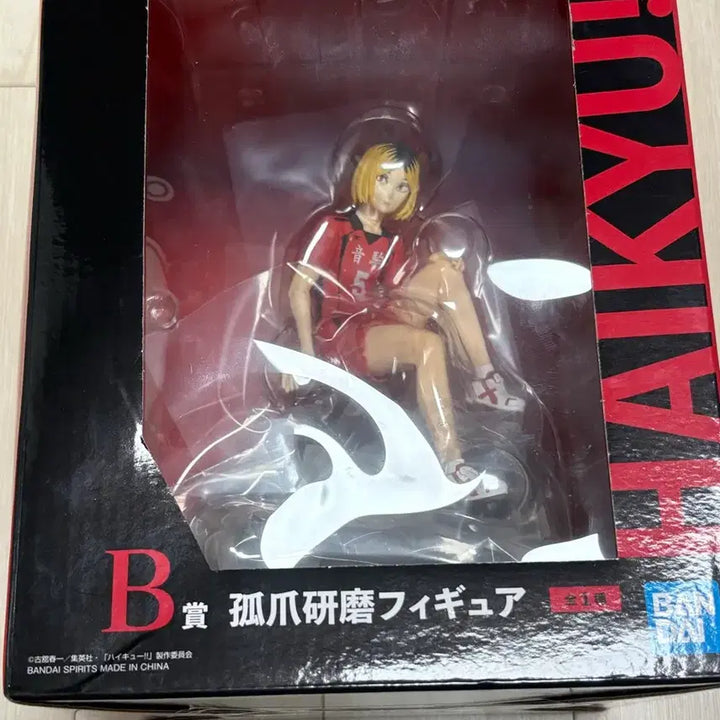 HAIKYU!!
音駒
5
B賞 孤爪研磨フィギュア 全1種
BAN
DAI
©古舘春一/集英社・「ハイキュー!!」製作委員会
BANDAI SPIRITS MADE IN CHINA